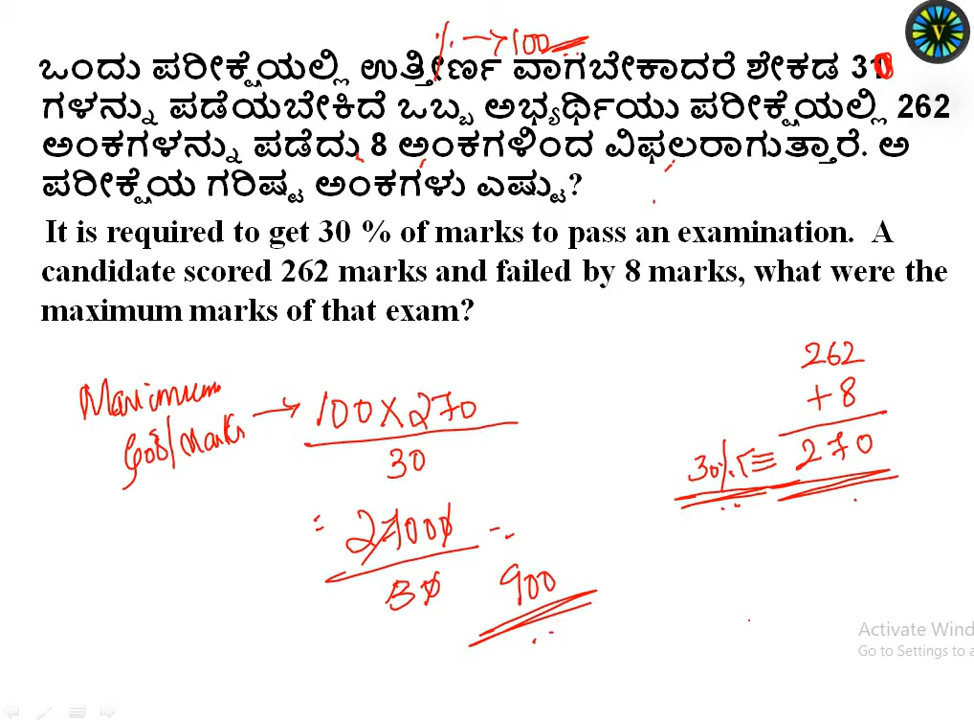 % → 100
ಒಂದು ಪರೀಕ್ಷೆಯಲ್ಲಿ ಉತ್ತೀರ್ಣ ವಾಗಬೇಕಾದರೆ ಶೇಕಡ 30
ಗಳನ್ನು ಪಡೆಯಬೇಕಿದೆ ಒಬ್ಬ ಅಭ್ಯರ್ಥಿಯು ಪರೀಕ್ಷೆಯಲ್ಲಿ 262
ಅಂಕಗಳನ್ನು ಪಡೆದು 8 ಅಂಕಗಳಿಂದ ವಿಫಲರಾಗುತ್ತಾರೆ. ಅ
ಪರೀಕ್ಷೆಯ ಗರಿಷ್ಟ ಅಂಕಗಳು ಎಷ್ಟು?
It is required to get 30 % of marks to pass an examination. A
candidate scored 262 marks and failed by 8 marks, what were the
maximum marks of that exam?
262
+ 8
30% ≡ 270
Maximum
/Marks → 100 × 270
30
= 27000 =
30
900
Activate Wind
Go to Settings to a
V